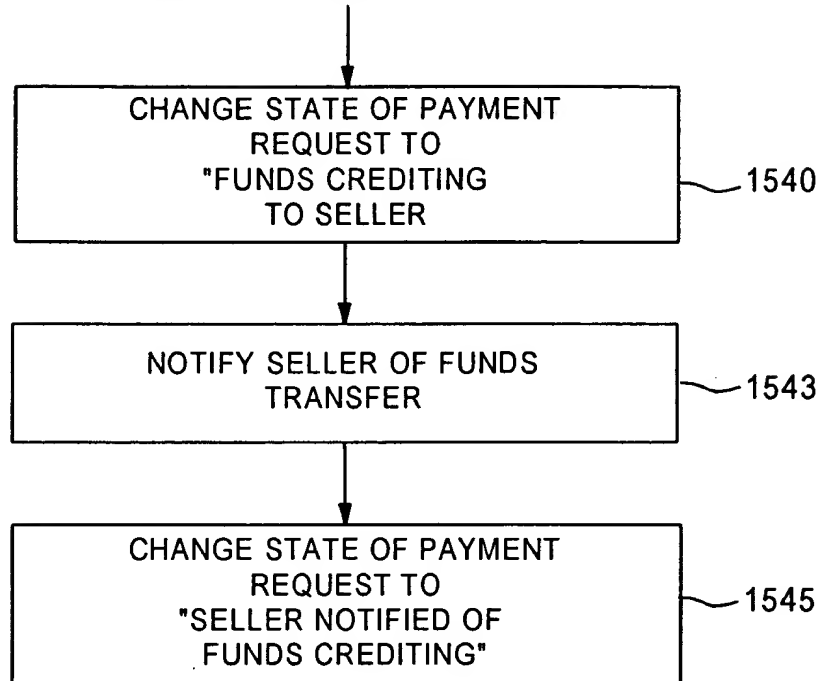 CHANGE STATE OF PAYMENT
REQUEST TO
"FUNDS CREDITING
TO SELLER
1540
NOTIFY SELLER OF FUNDS
TRANSFER
1543
CHANGE STATE OF PAYMENT
REQUEST TO
"SELLER NOTIFIED OF
FUNDS CREDITING"
1545